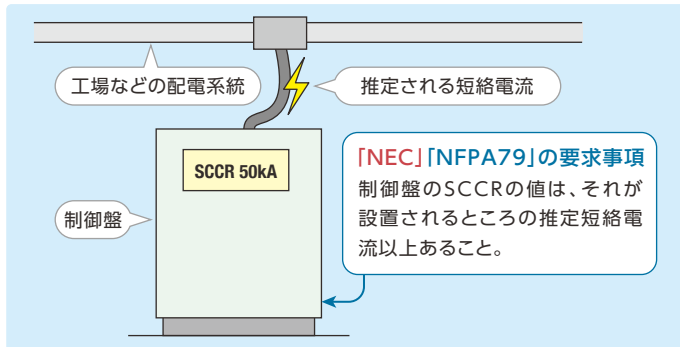 工場などの配電系統
推定される短絡電流
SCCR 50kA
制御盤
「NEC」「NFPA79」の要求事項
制御盤のSCCRの値は、それが
設置されるところの推定短絡電
流以上あること。